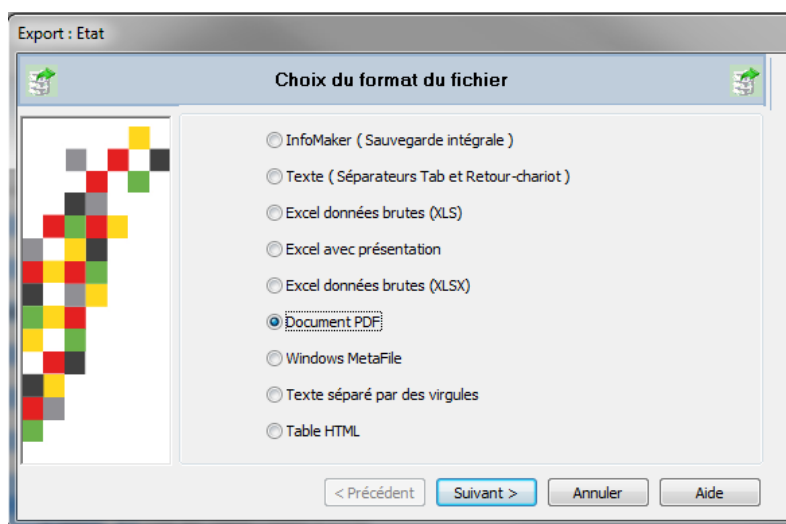 Export : Etat
Choix du format du fichier
InfoMaker ( Sauvegarde intégrale )
Texte ( Séparateurs Tab et Retour-chariot )
Excel données brutes (XLS)
Excel avec présentation
Excel données brutes (XLSX)
Document PDF
Windows MetaFile
Texte séparé par des virgules
Table HTML
< Précédent Suivant > Annuler Aide